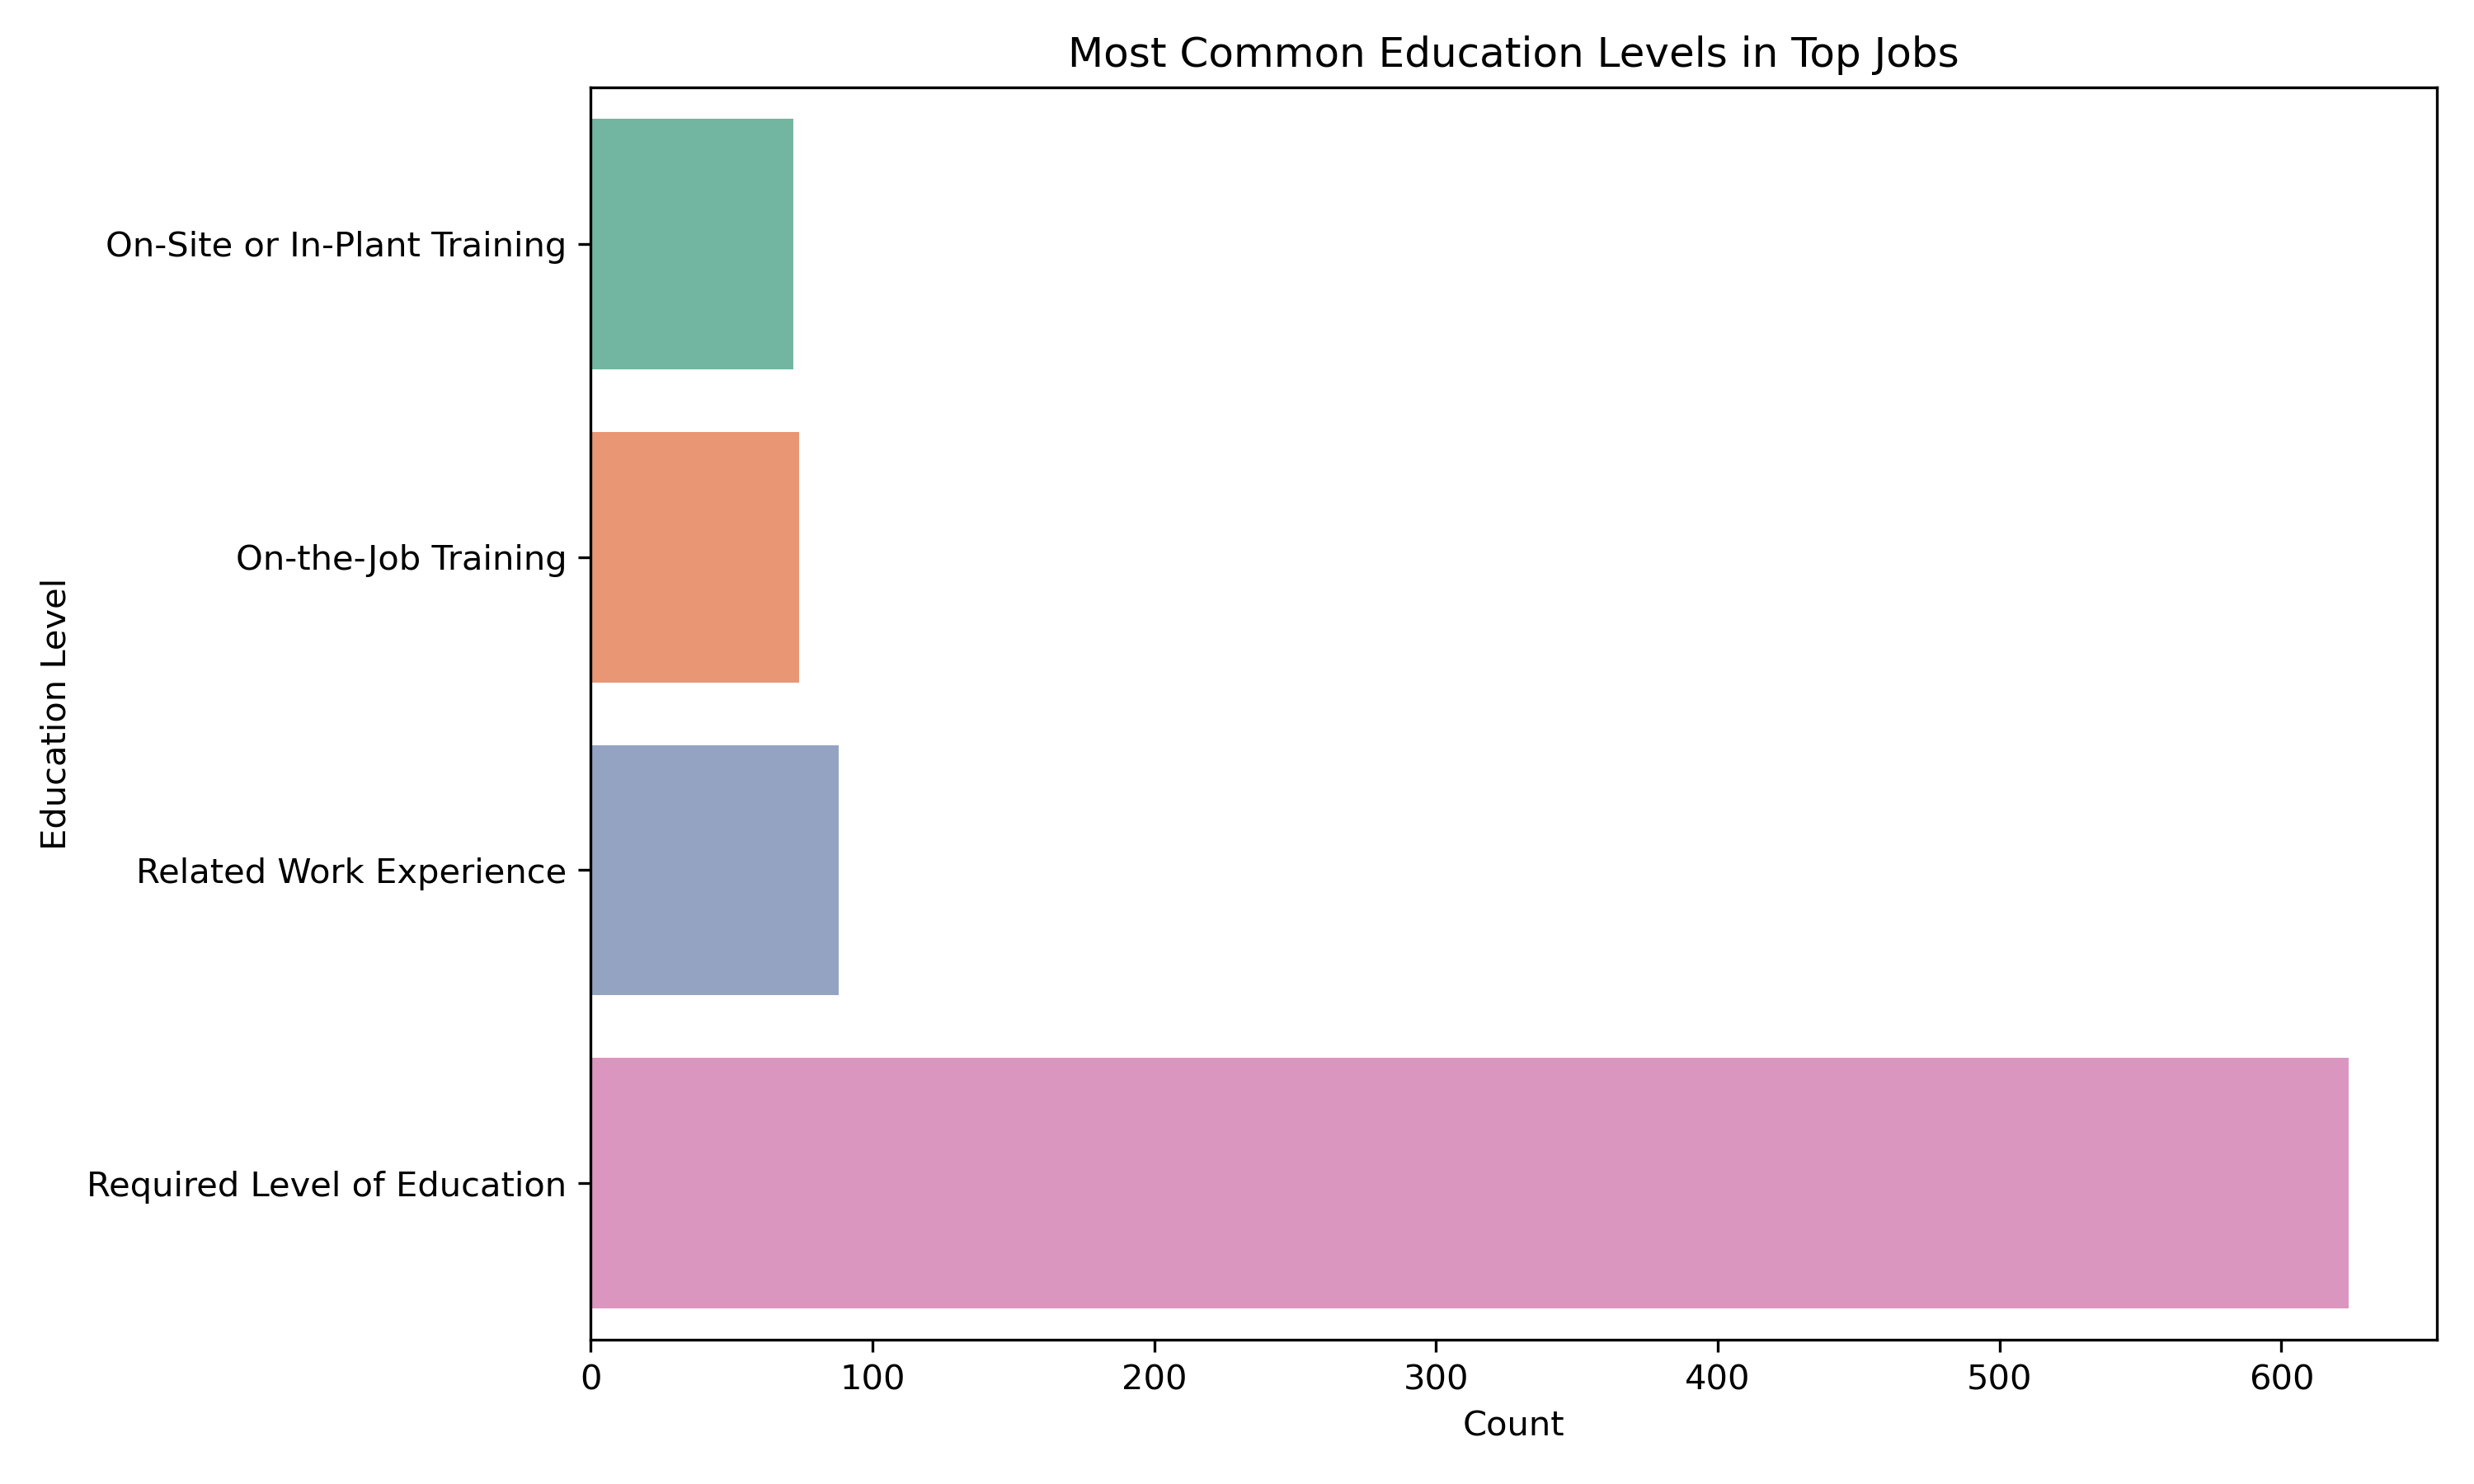 Most Common Education Levels in Top Jobs
On-Site or In-Plant Training
On-the-Job Training
Related Work Experience
Required Level of Education
Education Level
0 100 200 300 400 500 600
Count